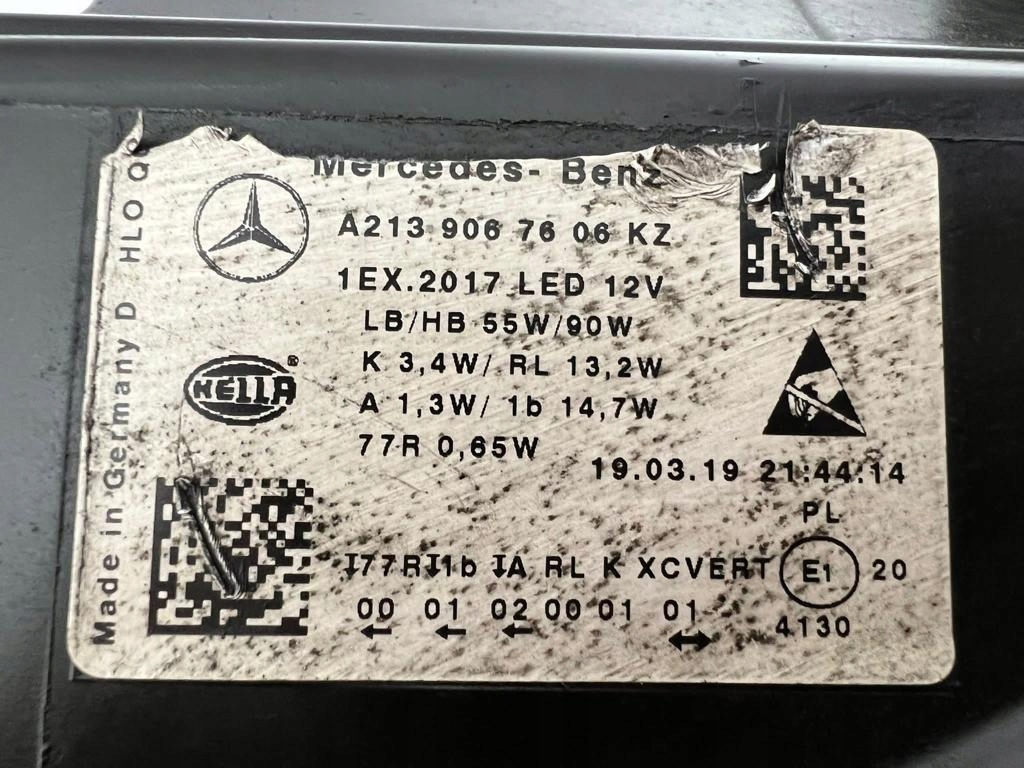 Mercedes- Benz
A213 906 76 06 KZ
1EX.2017 LED 12V
LB/HB 55W/90W
K 3,4W/ RL 13,2W
A 1,3W/ 1b 14,7W
77R 0,65W
19.03.19 21:44:14
PL
I77RI1b IA RL K XCVERT E1 20
00 01 02 00 01 01
4130
HELLA®
Made in Germany D HLO